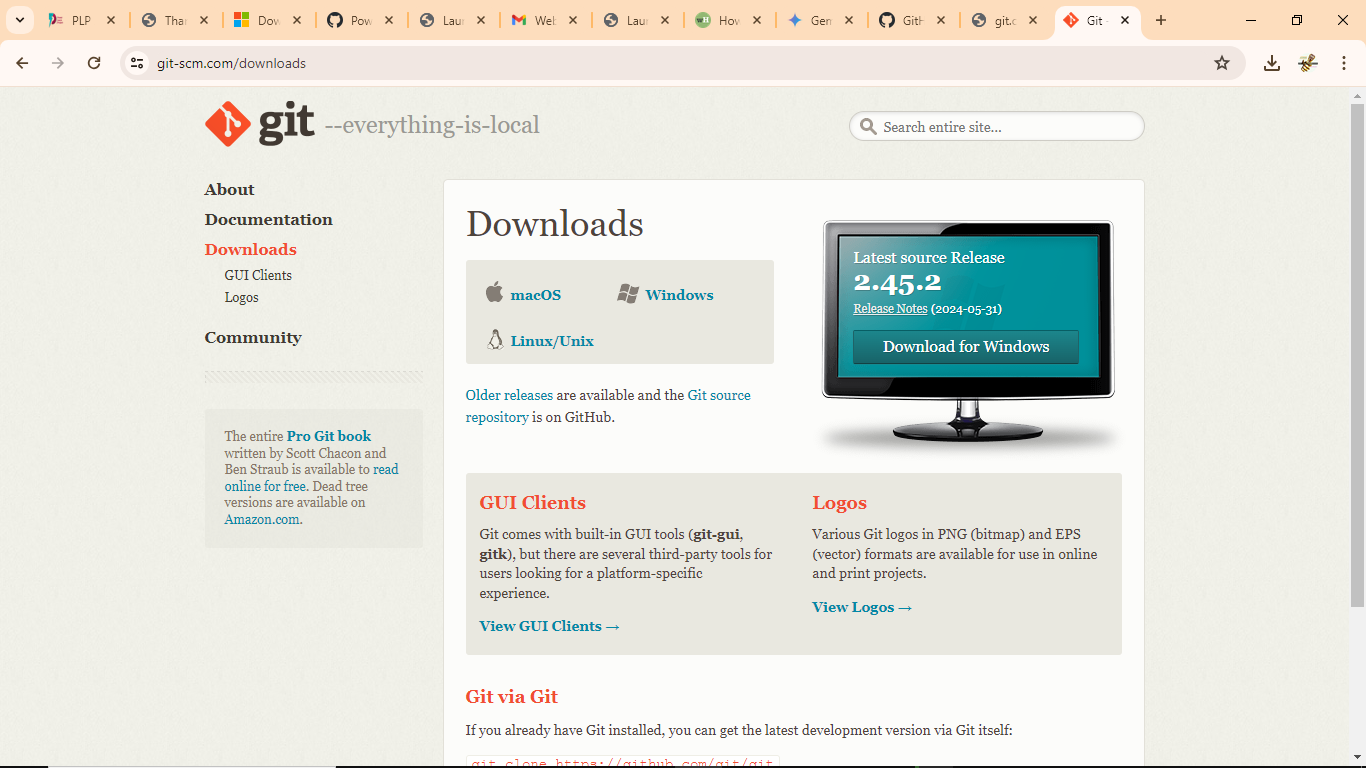 PLP
Thar
Dow
Pow
Laur
Web
Laur
How
Gen
GitH
git.c
Git -
git-scm.com/downloads
git --everything-is-local
Search entire site...
About
Documentation
Downloads
GUI Clients
Logos
Community
The entire Pro Git book
written by Scott Chacon and
Ben Straub is available to read
online for free. Dead tree
versions are available on
Amazon.com.
Downloads
macOS
Windows
Linux/Unix
Older releases are available and the Git source
repository is on GitHub.
Latest source Release
2.45.2
Release Notes (2024-05-31)
Download for Windows
GUI Clients
Git comes with built-in GUI tools (git-gui,
gitk), but there are several third-party tools for
users looking for a platform-specific
experience.
View GUI Clients →
Logos
Various Git logos in PNG (bitmap) and EPS
(vector) formats are available for use in online
and print projects.
View Logos →
Git via Git
If you already have Git installed, you can get the latest development version via Git itself:
git clone https://github.com/git/git